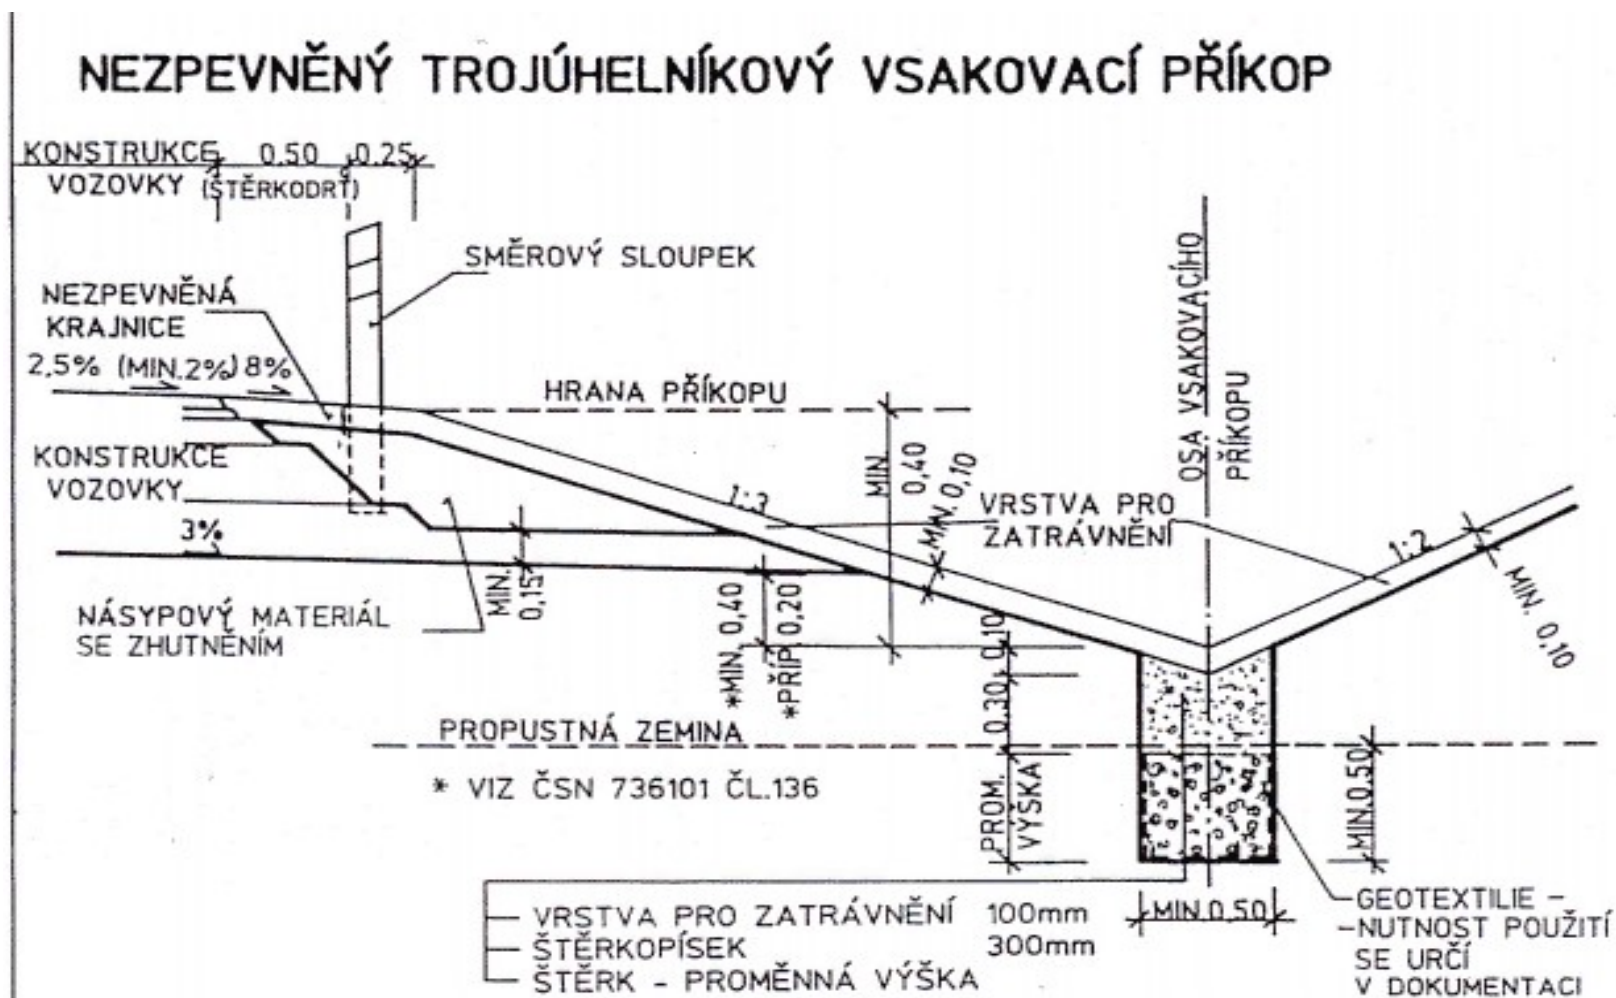 NEZPEVNĚNÝ TROJÚHELNÍKOVÝ VSAKOVACÍ PŘÍKOP
KONSTRUKCE
VOZOVKY (ŠTĚRKODRŤ)
0,50
0,25
SMĚROVÝ SLOUPEK
NEZPEVNĚNÁ
KRAJNICE
2,5% (MIN.2%) 8%
HRANA PŘÍKOPU
OSA VSAKOVACÍHO
PŘÍKOPU
KONSTRUKCE
VOZOVKY
3%
1:3
MIN.
0,40
MIN. 0,10
VRSTVA PRO
ZATRÁVNĚNÍ
1:2
MIN. 0,10
NÁSYPOVÝ MATERIÁL
SE ZHUTNĚNÍM
MIN.
0,15
*MIN. 0,40
*PŘÍP. 0,20
0,10
0,30
PROPUSTNÁ ZEMINA
* VIZ ČSN 736101 ČL.136
PROM.
VÝŠKA
MIN.0,50
MIN.0,50
VRSTVA PRO ZATRÁVNĚNÍ 100mm
ŠTĚRKOPÍSEK 300mm
ŠTĚRK - PROMĚNNÁ VÝŠKA
GEOTEXTILIE -
-NUTNOST POUŽITÍ
SE URČÍ
V DOKUMENTACI